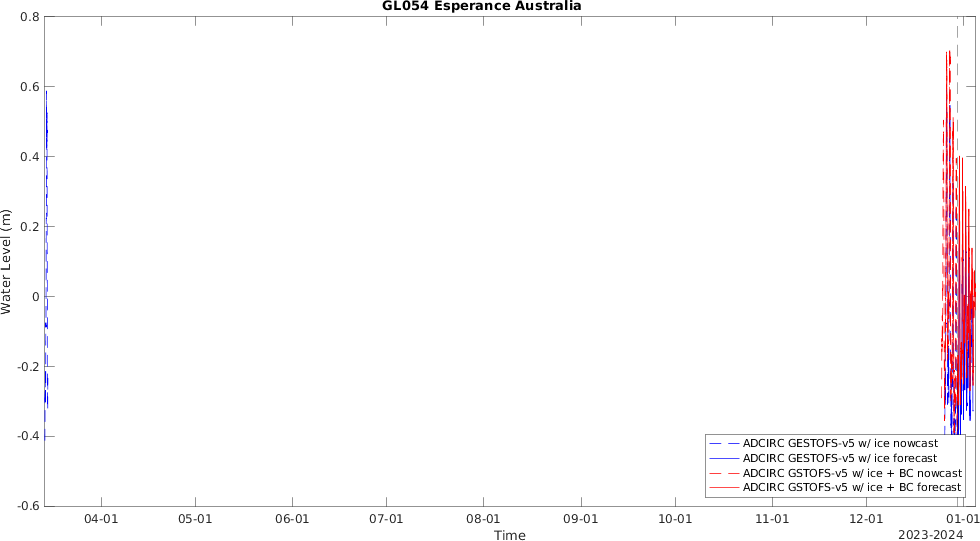 GL054 Esperance Australia
Water Level (m)
0.8
0.6
0.4
0.2
0
-0.2
-0.4
-0.6
ADCIRC GESTOFS-v5 w/ ice nowcast
ADCIRC GESTOFS-v5 w/ ice forecast
ADCIRC GSTOFS-v5 w/ ice + BC nowcast
ADCIRC GSTOFS-v5 w/ ice + BC forecast
04-01 05-01 06-01 07-01 08-01 09-01 10-01 11-01 12-01 01-01
Time
2023-2024